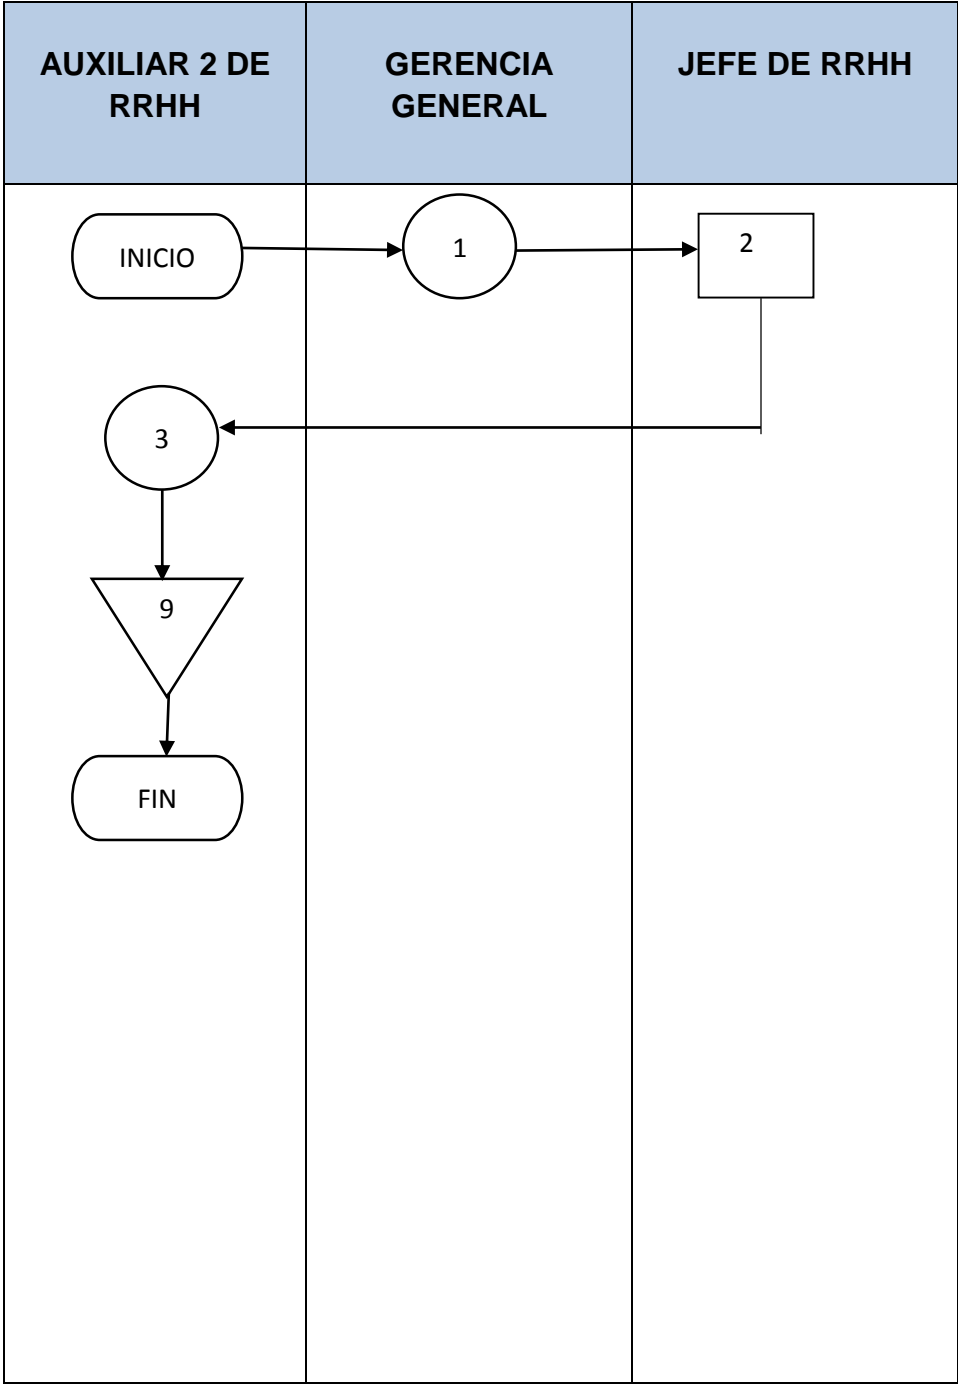 AUXILIAR 2 DE
RRHH
GERENCIA
GENERAL
JEFE DE RRHH
INICIO
1
2
3
9
FIN